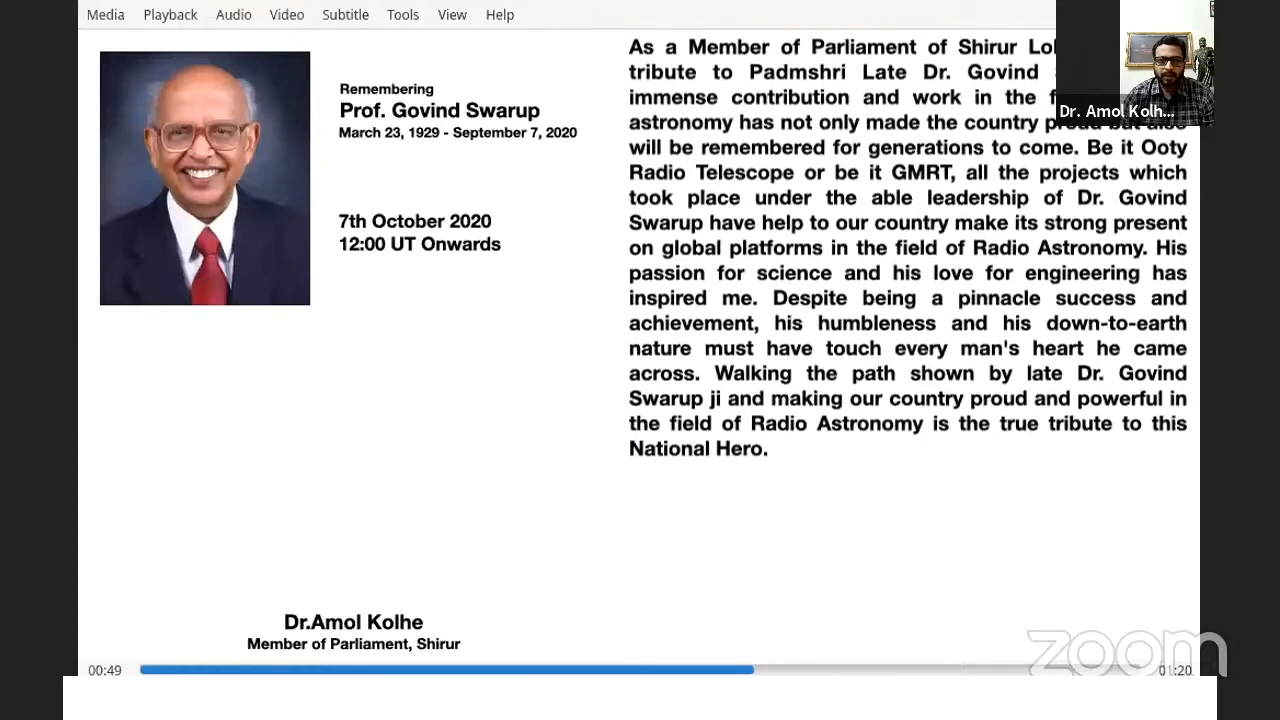 Media Playback Audio Video Subtitle Tools View Help
Remembering
Prof. Govind Swarup
March 23, 1929 - September 7, 2020
7th October 2020
12:00 UT Onwards
As a Member of Parliament of Shirur
tribute to Padmshri Late Dr. Govind
immense contribution and work in the
astronomy has not only made the country proud but also
will be remembered for generations to come. Be it Ooty
Radio Telescope or be it GMRT, all the projects which
took place under the able leadership of Dr. Govind
Swarup have help to our country make its strong present
on global platforms in the field of Radio Astronomy. His
passion for science and his love for engineering has
inspired me. Despite being a pinnacle success and
achievement, his humbleness and his down-to-earth
nature must have touch every man's heart he came
across. Walking the path shown by late Dr. Govind
Swarup ji and making our country proud and powerful in
the field of Radio Astronomy is the true tribute to this
National Hero.
Dr. Amol Kolh...
Dr.Amol Kolhe
Member of Parliament, Shirur
zoom
00:49
01:20